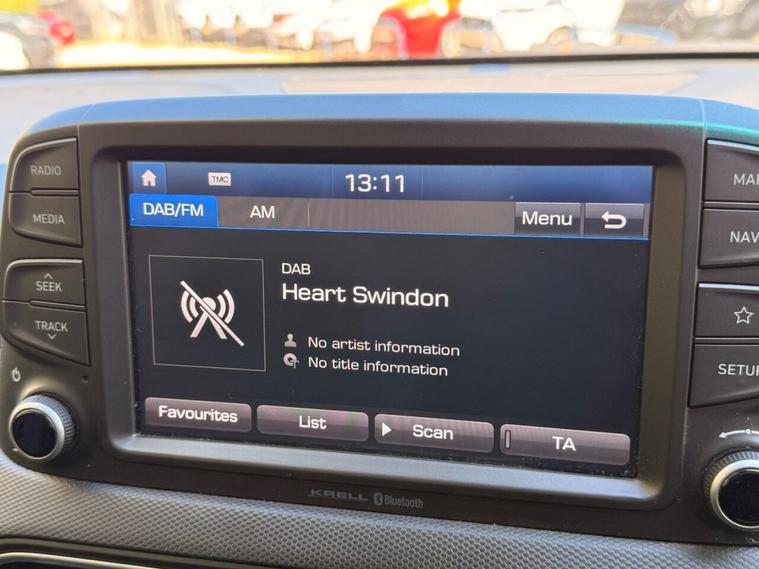 RADIO
MEDIA
SEEK
TRACK
TMC
13:11
DAB/FM
AM
Menu
DAB
Heart Swindon
No artist information
No title information
Favourites
List
Scan
TA
MA
NAV
SETUP
KRELL Bluetooth